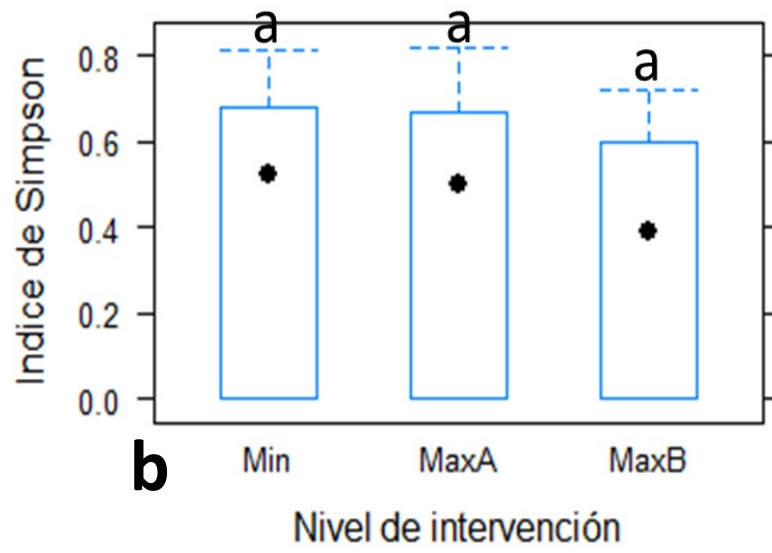 a a a
Indice de Simpson
0.8
0.6
0.4
0.2
0.0
b
Min MaxA MaxB
Nivel de intervención